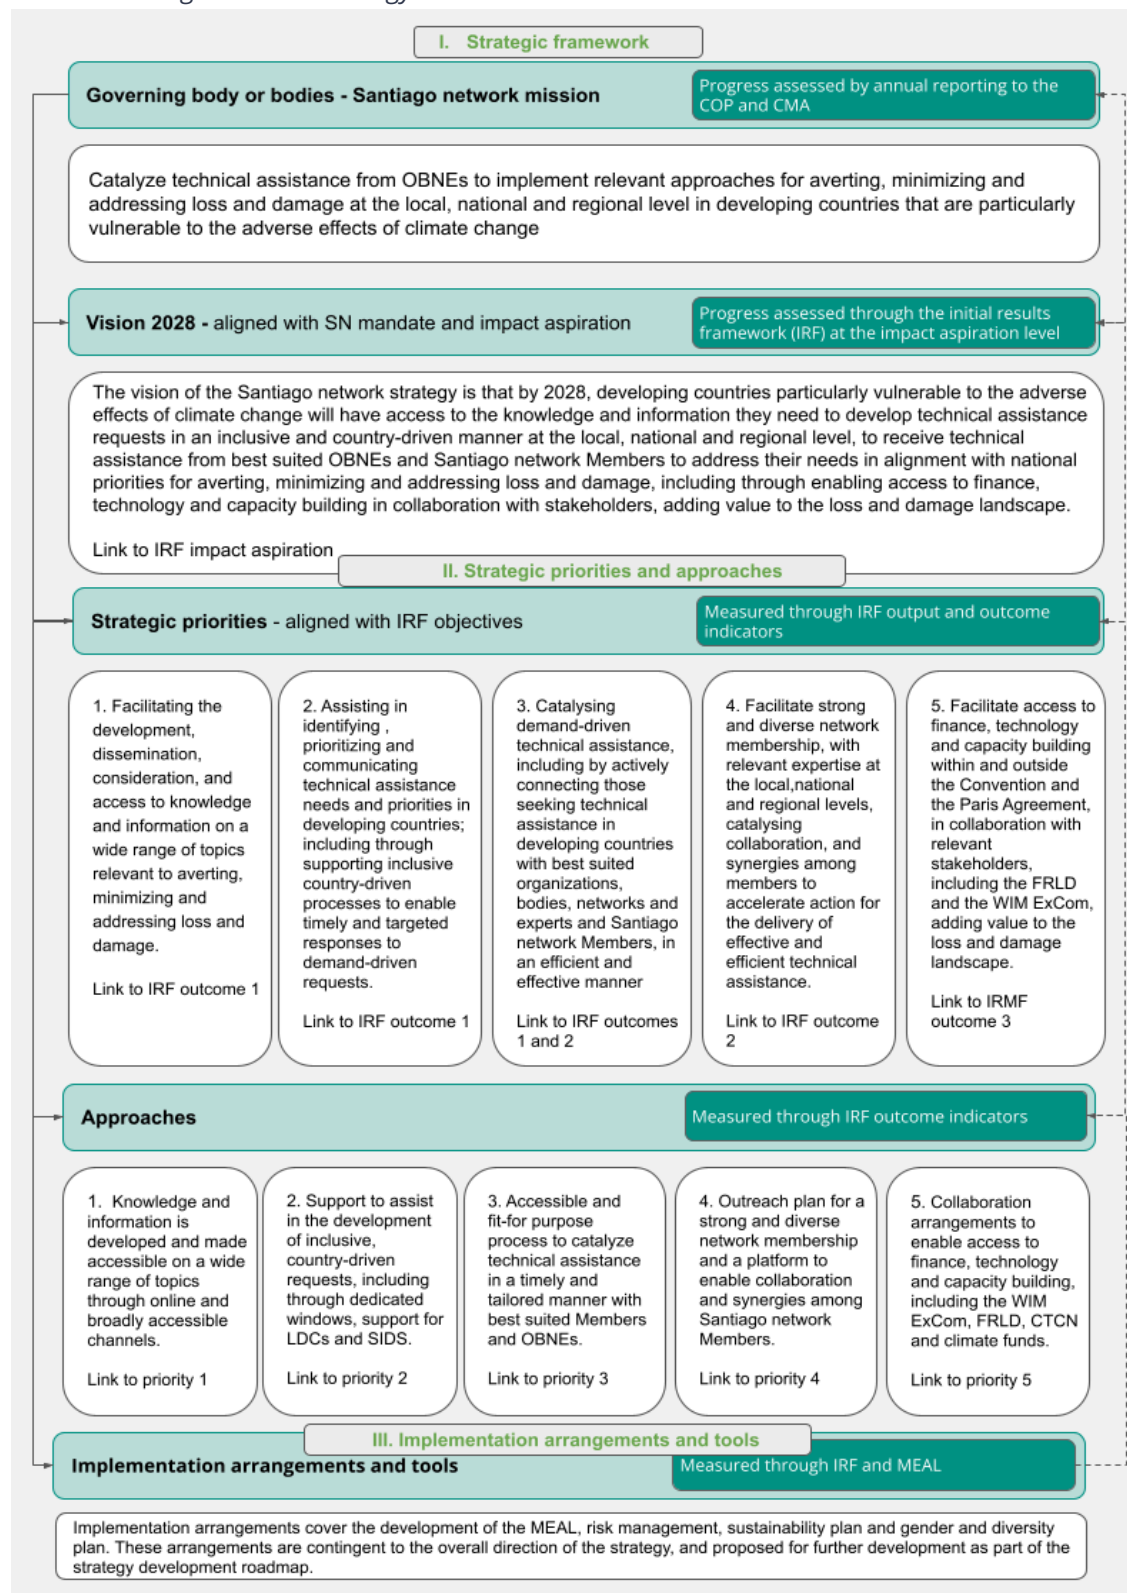 I. Strategic framework
Governing body or bodies - Santiago network mission
Progress assessed by annual reporting to the
COP and CMA
Catalyze technical assistance from OBNEs to implement relevant approaches for averting, minimizing and
addressing loss and damage at the local, national and regional level in developing countries that are particularly
vulnerable to the adverse effects of climate change
Vision 2028 - aligned with SN mandate and impact aspiration
Progress assessed through the initial results
framework (IRF) at the impact aspiration level
The vision of the Santiago network strategy is that by 2028, developing countries particularly vulnerable to the adverse
effects of climate change will have access to the knowledge and information they need to develop technical assistance
requests in an inclusive and country-driven manner at the local, national and regional level, to receive technical
assistance from best suited OBNEs and Santiago network Members to address their needs in alignment with national
priorities for averting, minimizing and addressing loss and damage, including through enabling access to finance,
technology and capacity building in collaboration with stakeholders, adding value to the loss and damage landscape.
Link to IRF impact aspiration
II. Strategic priorities and approaches
Strategic priorities - aligned with IRF objectives
Measured through IRF output and outcome
indicators
1. Facilitating the
development,
dissemination,
consideration, and
access to knowledge
and information on a
wide range of topics
relevant to averting,
minimizing and
addressing loss and
damage.
Link to IRF outcome 1
2. Assisting in
identifying ,
prioritizing and
communicating
technical assistance
needs and priorities in
developing countries;
including through
supporting inclusive
country-driven
processes to enable
timely and targeted
responses to
demand-driven
requests.
Link to IRF outcome 1
3. Catalysing
demand-driven
technical assistance,
including by actively
connecting those
seeking technical
assistance in
developing countries
with best suited
organizations,
bodies, networks and
experts and Santiago
network Members, in
an efficient and
effective manner
Link to IRF outcomes
1 and 2
4. Facilitate strong
and diverse network
membership, with
relevant expertise at
the local,national
and regional levels,
catalysing
collaboration, and
synergies among
members to
accelerate action for
the delivery of
effective and
efficient technical
assistance.
Link to IRF outcome
2
5. Facilitate access to
finance, technology
and capacity building
within and outside
the Convention and
the Paris Agreement,
in collaboration with
relevant
stakeholders,
including the FRLD
and the WIM ExCom,
adding value to the
loss and damage
landscape.
Link to IRMF
outcome 3
Approaches
Measured through IRF outcome indicators
1. Knowledge and
information is
developed and made
accessible on a wide
range of topics
through online and
broadly accessible
channels.
Link to priority 1
2. Support to assist
in the development
of inclusive,
country-driven
requests, including
through dedicated
windows, support for
LDCs and SIDS.
Link to priority 2
3. Accessible and
fit-for purpose
process to catalyze
technical assistance
in a timely and
tailored manner with
best suited Members
and OBNEs.
Link to priority 3
4. Outreach plan for a
strong and diverse
network membership
and a platform to
enable collaboration
and synergies among
Santiago network
Members.
Link to priority 4
5. Collaboration
arrangements to
enable access to
finance, technology
and capacity building,
including the WIM
ExCom, FRLD, CTCN
and climate funds.
Link to priority 5
III. Implementation arrangements and tools
Implementation arrangements and tools
Measured through IRF and MEAL
Implementation arrangements cover the development of the MEAL, risk management, sustainability plan and gender and diversity
plan. These arrangements are contingent to the overall direction of the strategy, and proposed for further development as part of the
strategy development roadmap.